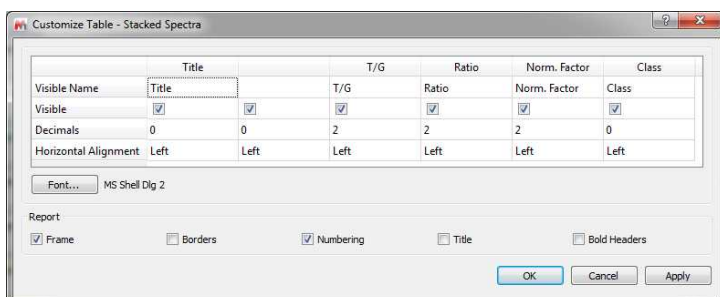 Customize Table - Stacked Spectra
Title T/G Ratio Norm. Factor Class
Visible Name Title T/G Ratio Norm. Factor Class
Visible
Decimals 0 0 2 2 2 0
Horizontal Alignment Left Left Left Left Left Left
Font... MS Shell Dlg 2
Report
Frame Borders Numbering Title Bold Headers
OK Cancel Apply